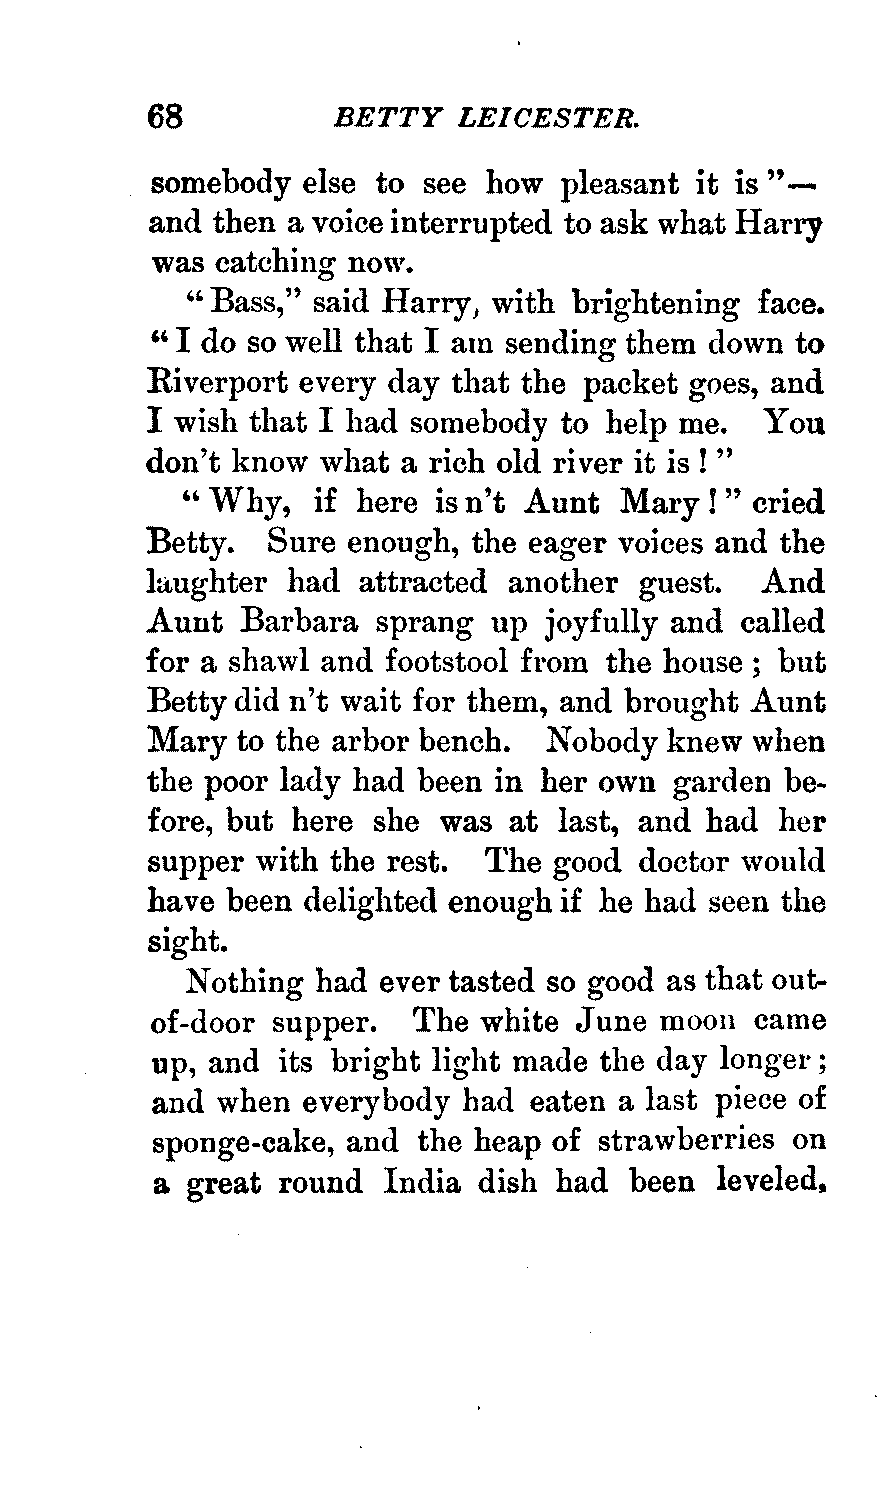 68 BETTY LEICESTER.
somebody else to see how pleasant it is"—
and then a voice interrupted to ask what Harry
was catching now.
"Bass," said Harry, with brightening face.
"I do so well that I am sending them down to
Riverport every day that the packet goes, and
I wish that I had somebody to help me. You
don't know what a rich old river it is!"
"Why, if here isn't Aunt Mary!" cried
Betty. Sure enough, the eager voices and the
laughter had attracted another guest. And
Aunt Barbara sprang up joyfully and called
for a shawl and footstool from the house; but
Betty did n't wait for them, and brought Aunt
Mary to the arbor bench. Nobody knew when
the poor lady had been in her own garden be-
fore, but here she was at last, and had her
supper with the rest. The good doctor would
have been delighted enough if he had seen the
sight.
Nothing had ever tasted so good as that out-
of-door supper. The white June moon came
up, and its bright light made the day longer;
and when everybody had eaten a last piece of
sponge-cake, and the heap of strawberries on
a great round India dish had been leveled,